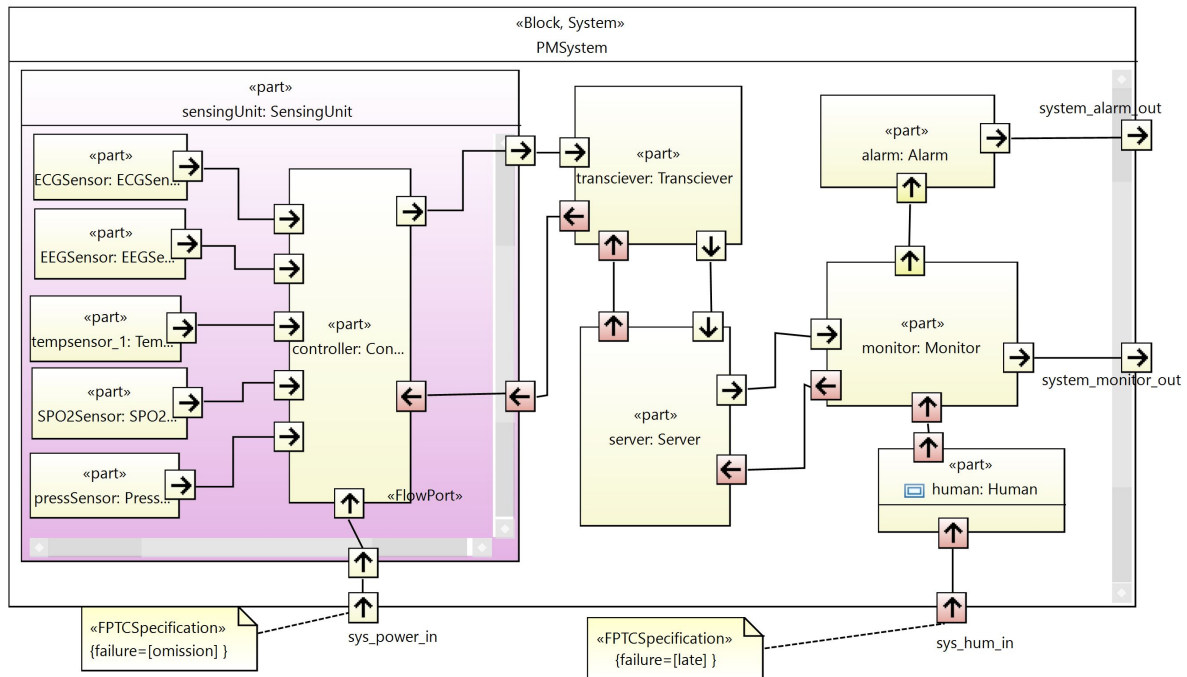 «Block, System»
PMSystem
«part»
sensingUnit: SensingUnit
«part»
ECGSensor: ECGSen...
«part»
EEGSensor: EEGSe...
«part»
tempsensor_1: Tem...
«part»
SPO2Sensor: SPO2...
«part»
pressSensor: Press...
«part»
controller: Con...
«FlowPort»
«part»
transciever: Transciever
«part»
server: Server
«part»
alarm: Alarm
system_alarm_out
«part»
monitor: Monitor
system_monitor_out
«part»
human: Human
«FPTCSpecification»
{failure=[omission] }
sys_power_in
«FPTCSpecification»
{failure=[late] }
sys_hum_in